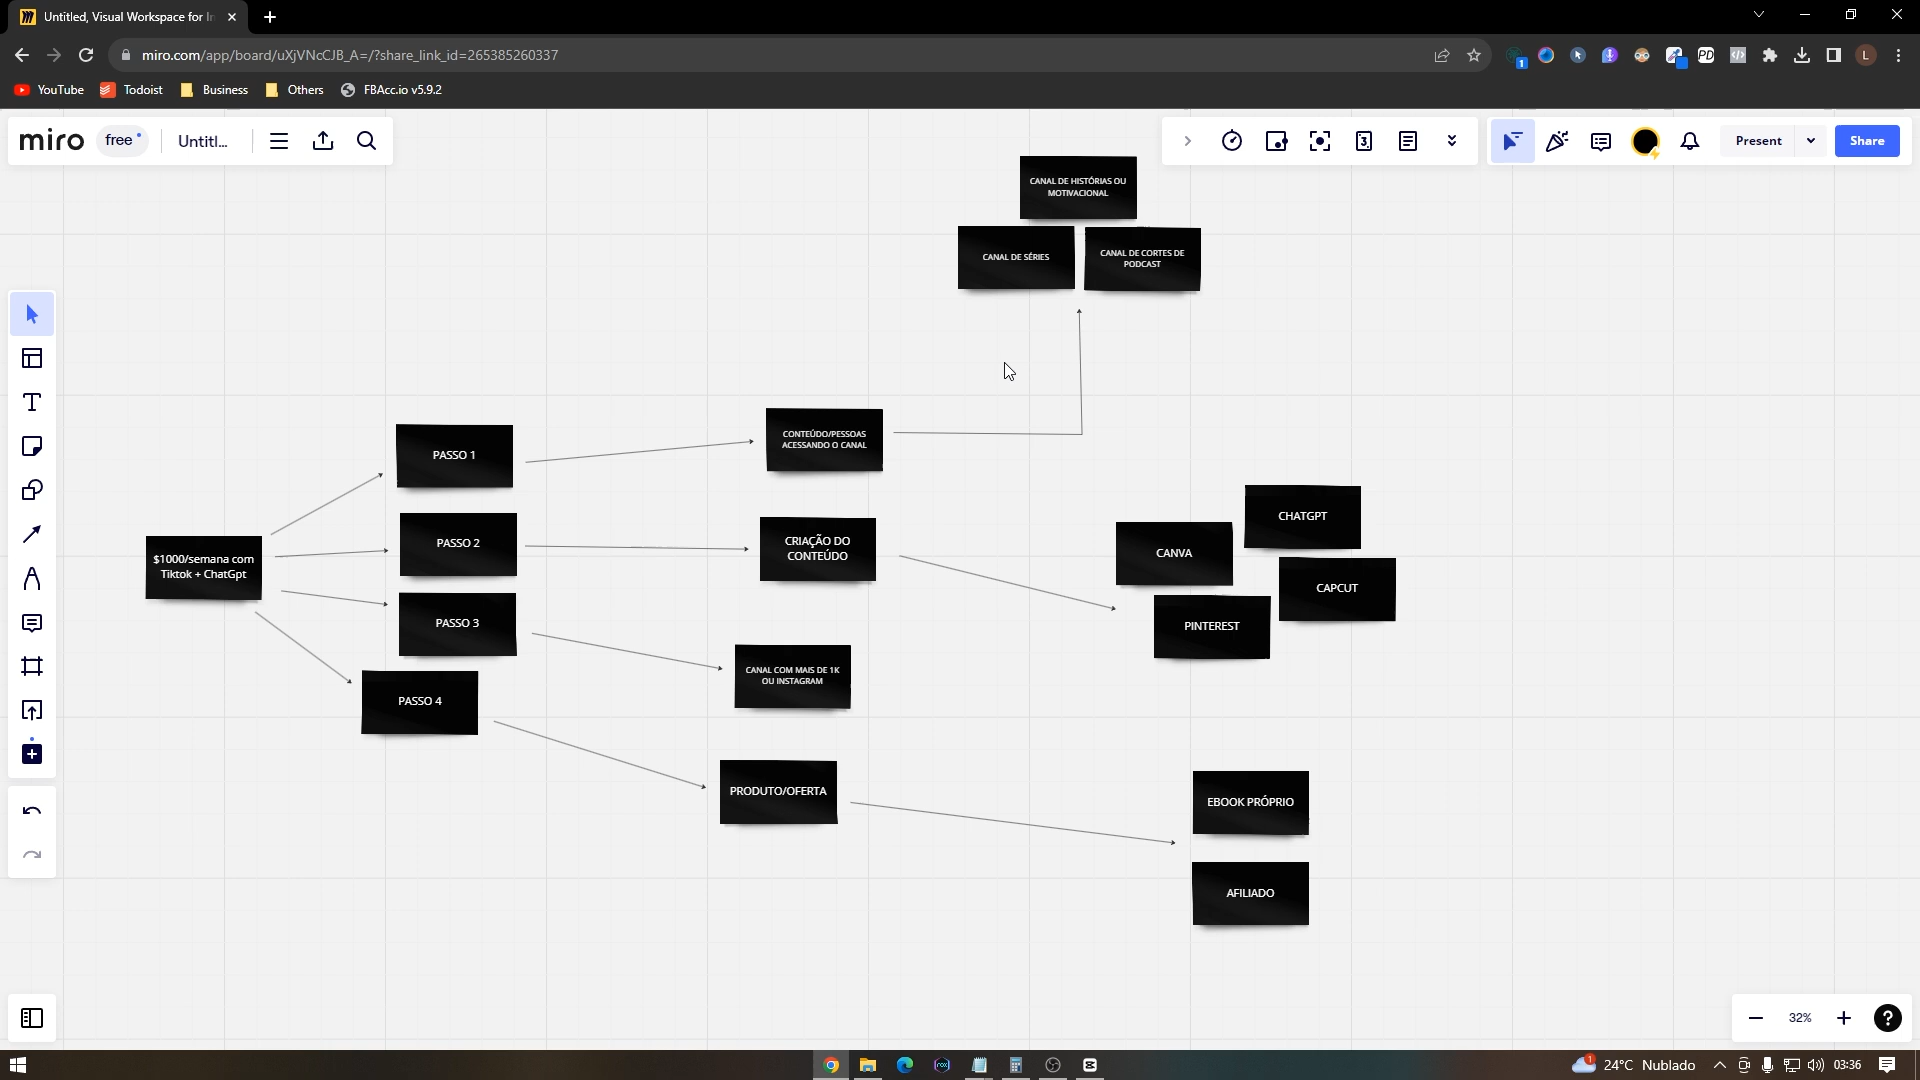 Untitled, Visual Workspace for In
miro.com/app/board/uXjVNcCJB_A=/?share_link_id=265385260337
1
PD
L
YouTube
Todoist
Business
Others
FBAcc.io v5.9.2
miro
free
Untitl...
3
Present
Share
CANAL DE HISTÓRIAS OU
MOTIVACIONAL
CANAL DE SÉRIES
CANAL DE CORTES DE
PODCAST
PASSO 1
CONTEÚDO/PESSOAS
ACESSANDO O CANAL
CHATGPT
PASSO 2
CRIAÇÃO DO
CONTEÚDO
CANVA
$1000/semana com
Tiktok + ChatGpt
CAPCUT
PASSO 3
PINTEREST
CANAL COM MAIS DE 1K
OU INSTAGRAM
PASSO 4
PRODUTO/OFERTA
EBOOK PRÓPRIO
AFILIADO
32%
?
1
24°C Nublado
03:36